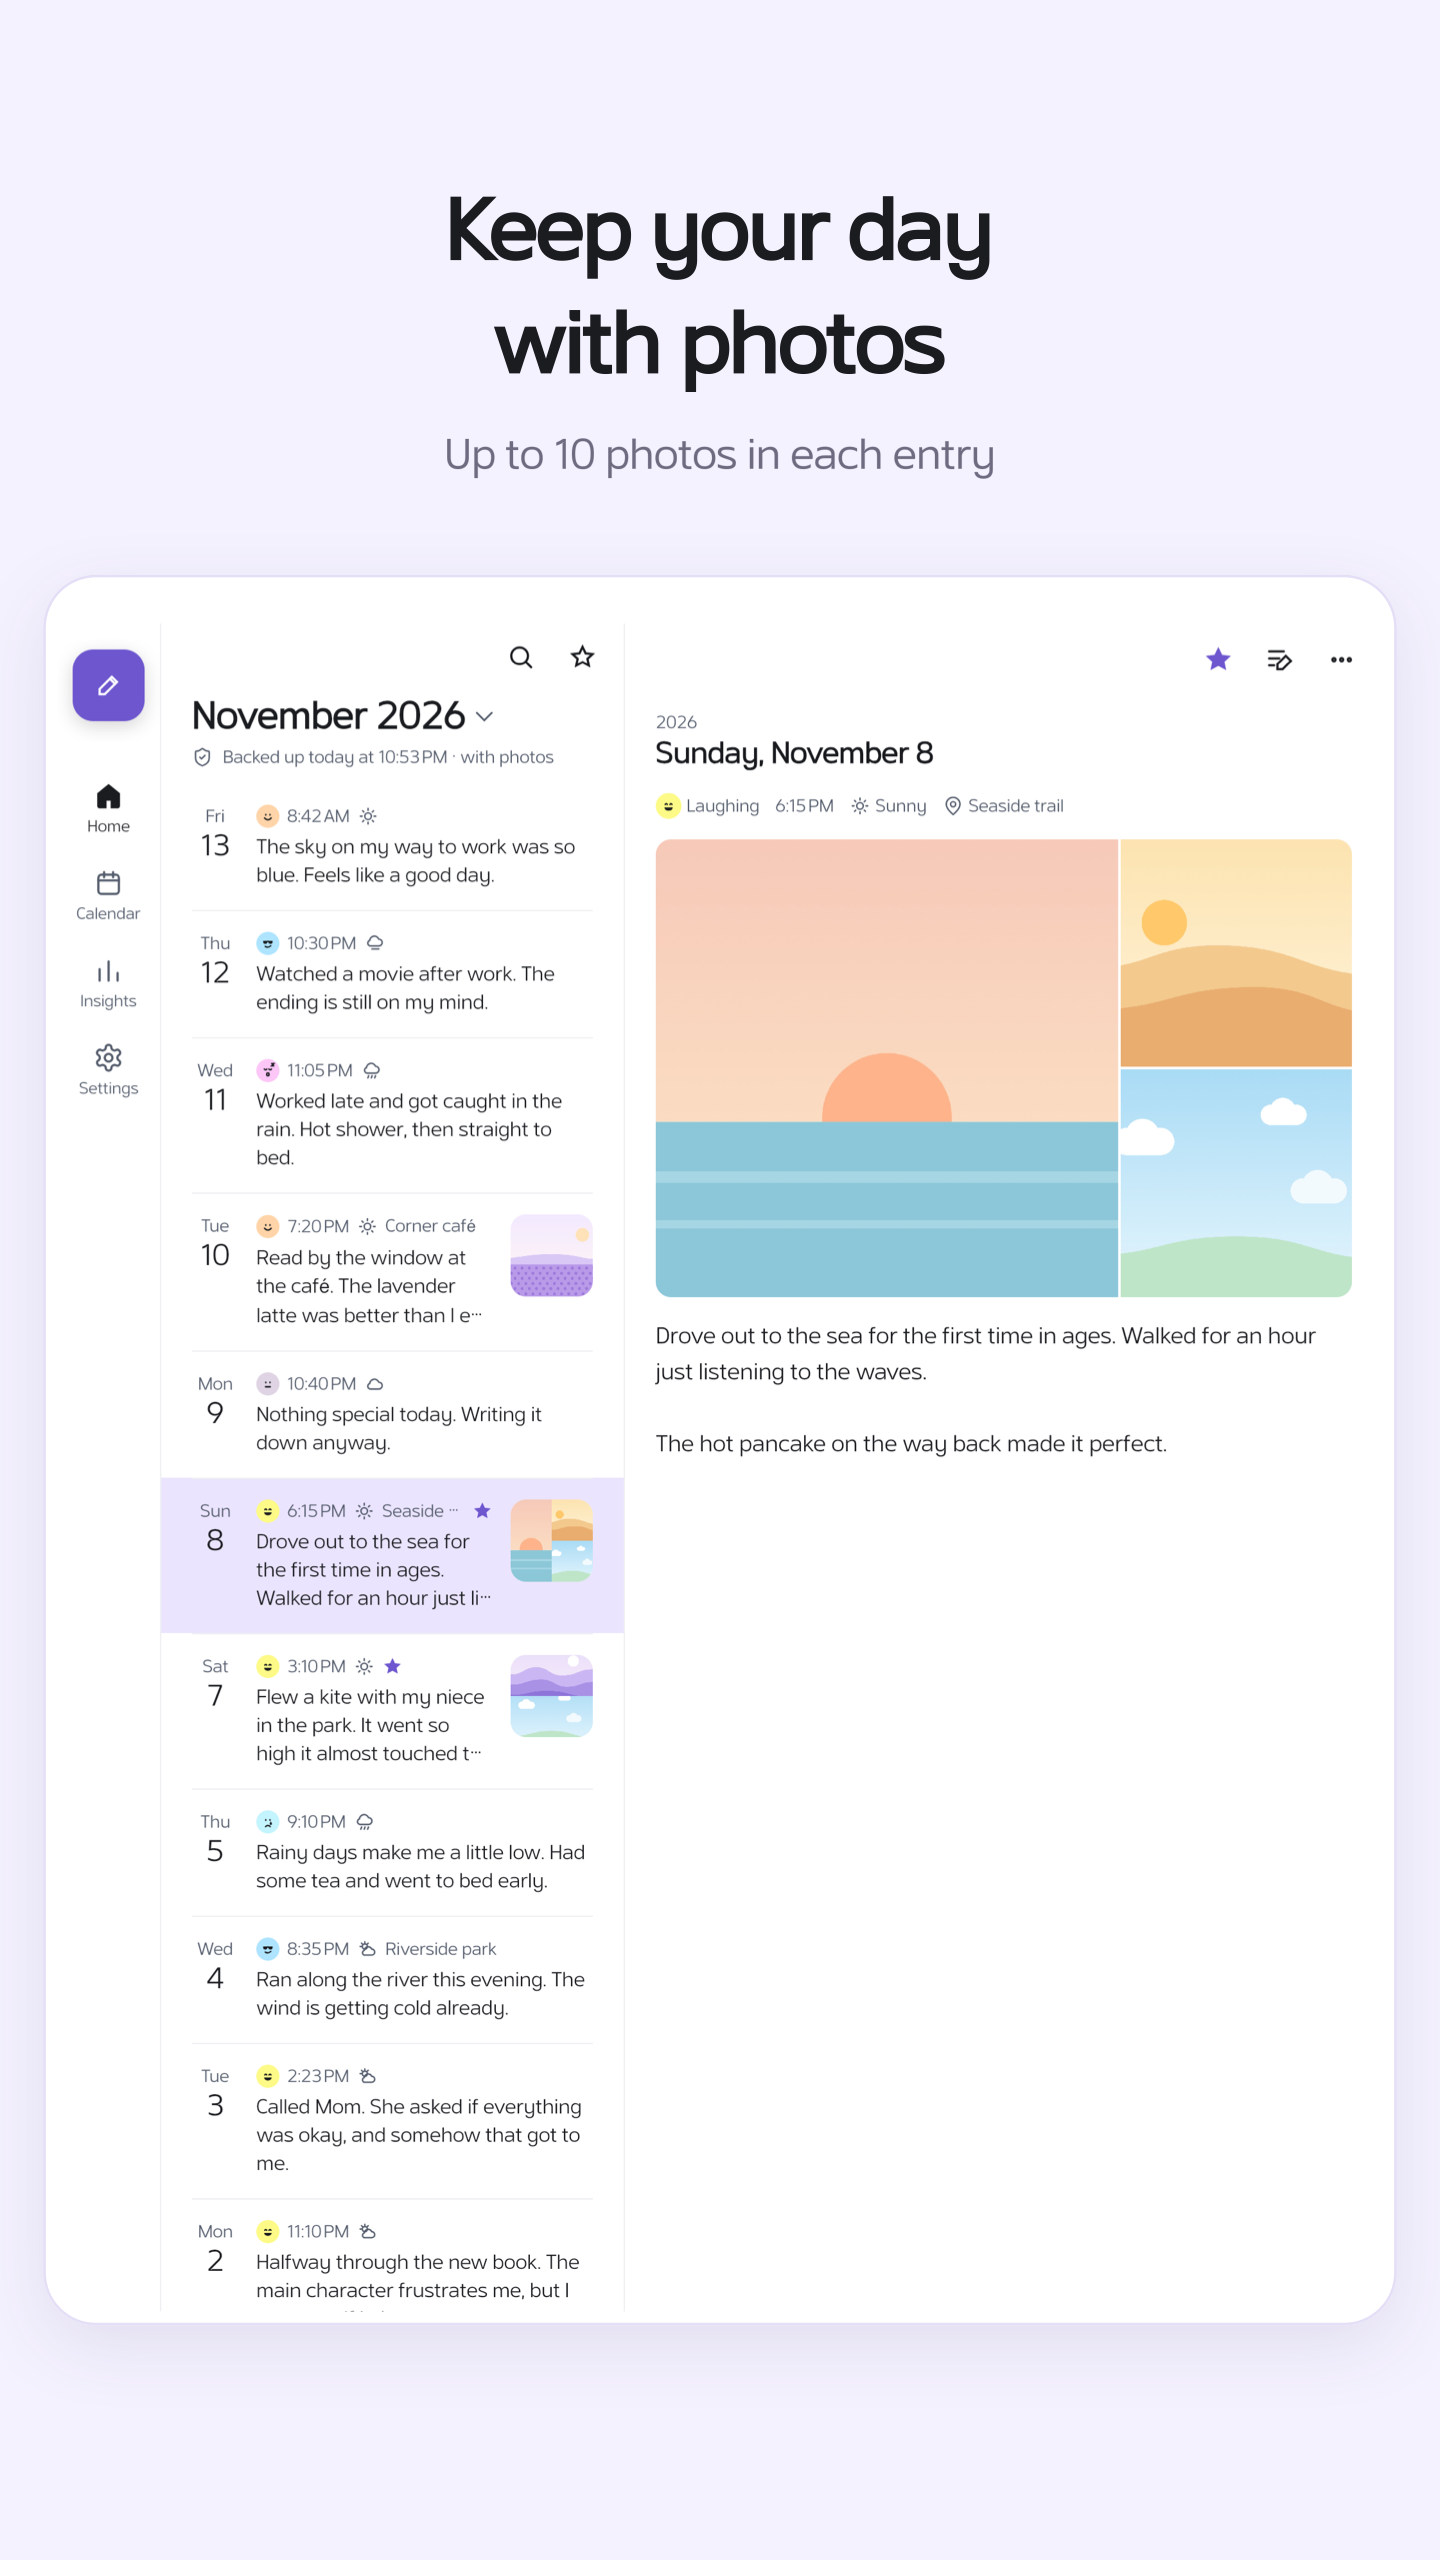 Keep your day
with photos
Up to 10 photos in each entry
Home
Calendar
Insights
Settings
November 2026
Backed up today at 10:53 PM · with photos
Fri
13
8:42 AM
The sky on my way to work was so
blue. Feels like a good day.
Thu
12
10:30 PM
Watched a movie after work. The
ending is still on my mind.
Wed
11
11:05 PM
Worked late and got caught in the
rain. Hot shower, then straight to
bed.
Tue
10
7:20 PM Corner café
Read by the window at
the café. The lavender
latte was better than I e…
Mon
9
10:40 PM
Nothing special today. Writing it
down anyway.
Sun
8
6:15 PM Seaside …
Drove out to the sea for
the first time in ages.
Walked for an hour just li…
Sat
7
3:10 PM
Flew a kite with my niece
in the park. It went so
high it almost touched t…
Thu
5
9:10 PM
Rainy days make me a little low. Had
some tea and went to bed early.
Wed
4
8:35 PM Riverside park
Ran along the river this evening. The
wind is getting cold already.
Tue
3
2:23 PM
Called Mom. She asked if everything
was okay, and somehow that got to
me.
Mon
2
11:10 PM
Halfway through the new book. The
main character frustrates me, but I
2026
Sunday, November 8
Laughing 6:15 PM Sunny Seaside trail
Drove out to the sea for the first time in ages. Walked for an hour
just listening to the waves.
The hot pancake on the way back made it perfect.